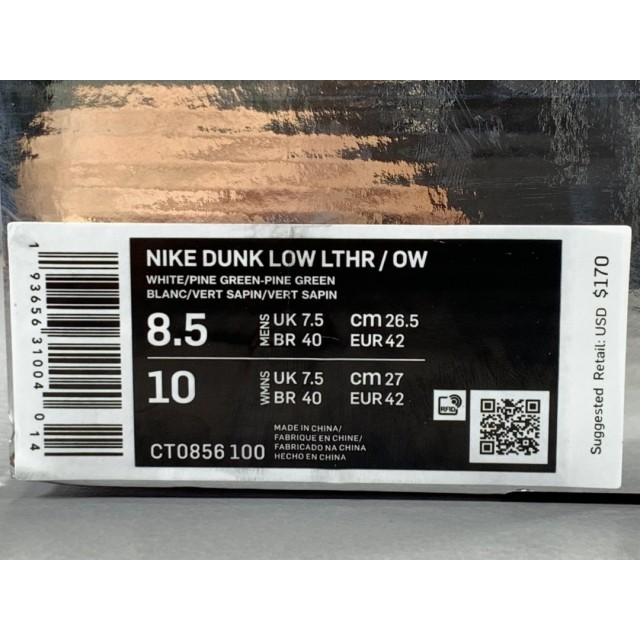 NIKE DUNK LOW LTHR / OW
WHITE/PINE GREEN-PINE GREEN
BLANC/VERT SAPIN/VERT SAPIN
8.5 MENS UK 7.5 cm 26.5
BR 40 EUR 42
10 WMNS UK 7.5 cm 27
BR 40 EUR 42
CT0856 100
MADE IN CHINA/
FABRIQUE EN CHINE/
FABRICADO NA CHINA
HECHO EN CHINA
RFID
1 93656 31004 014
Suggested Retail: USD $170